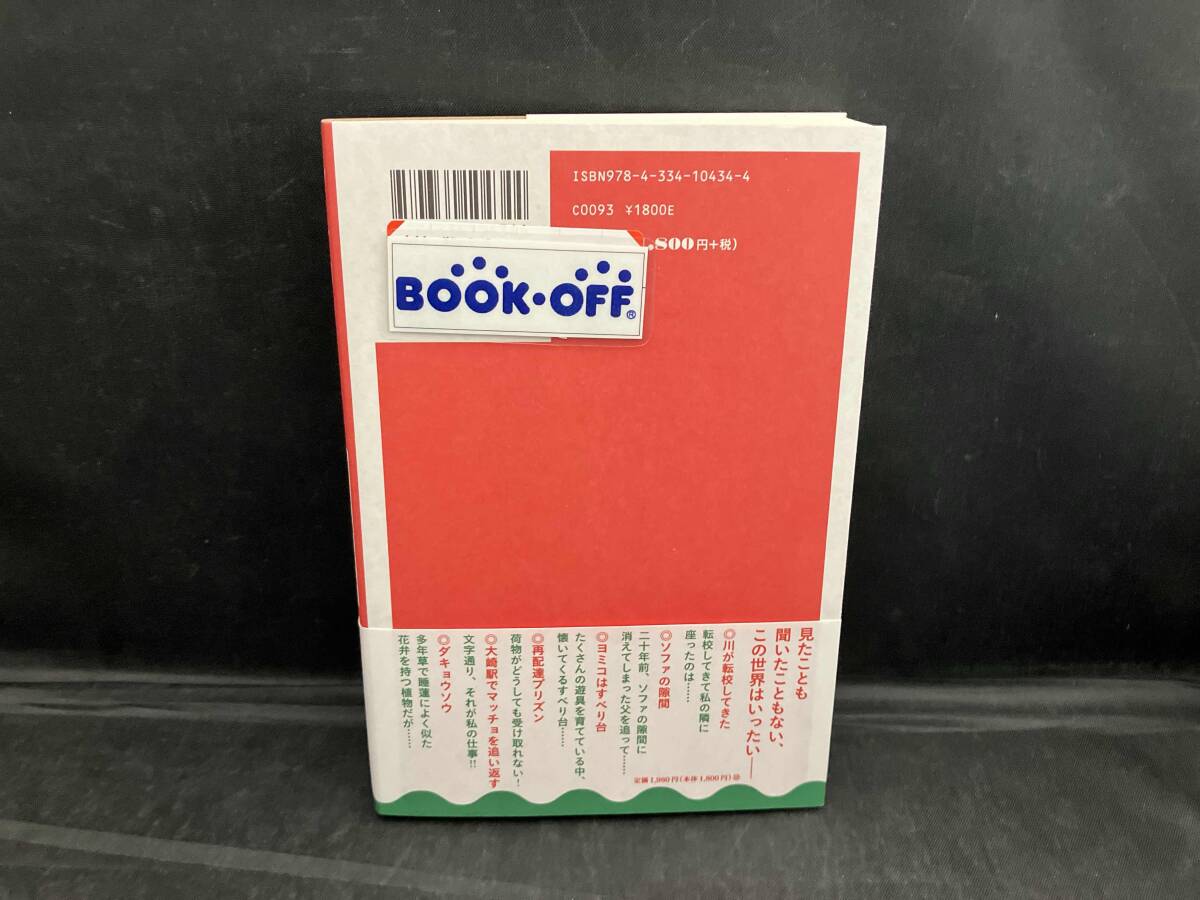 ISBN978-4-334-10434-4
C0093 ¥1800E
1.800円+税)
BOOK・OFF®
見たことも
聞いたこともない、
この世界はいったい――
◎川が転校してきた
転校してきて私の隣に
座ったのは……
◎ソファの隙間
二十年前、ソファの隙間に
消えてしまった父を追って……
◎ヨミコはすべり台
たくさんの遊具を育てている中、
懐いてくるすべり台……
◎再配達プリズン
荷物がどうしても受け取れない!
◎大崎駅でマッチョを追い返す
文字通り、それが私の仕事!!
◎ダキョウソウ
多年草で睡蓮によく似た
花弁を持つ植物だが……
定価1,980円(本体1,800円)⑩